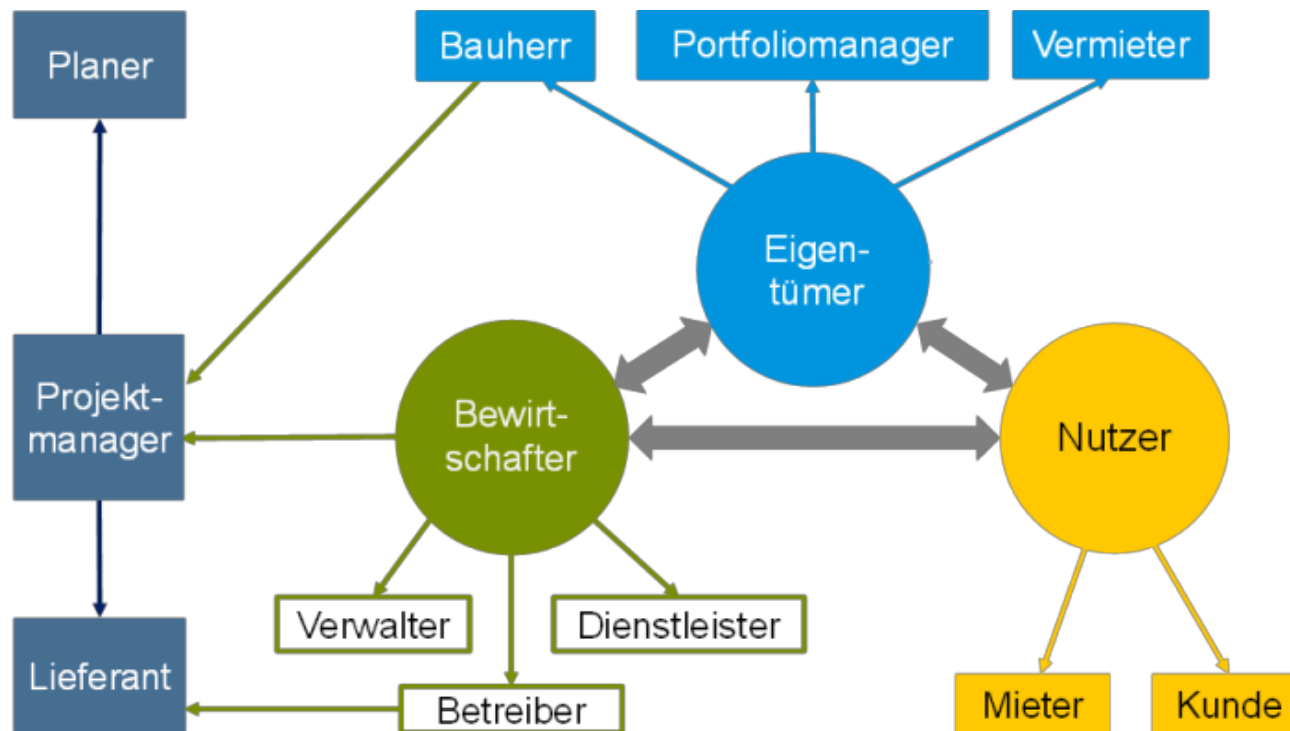 Planer
Bauherr
Portfoliomanager
Vermieter
Eigen-
tümer
Projekt-
manager
Bewirt-
schafter
Nutzer
Verwalter
Dienstleister
Lieferant
Betreiber
Mieter
Kunde